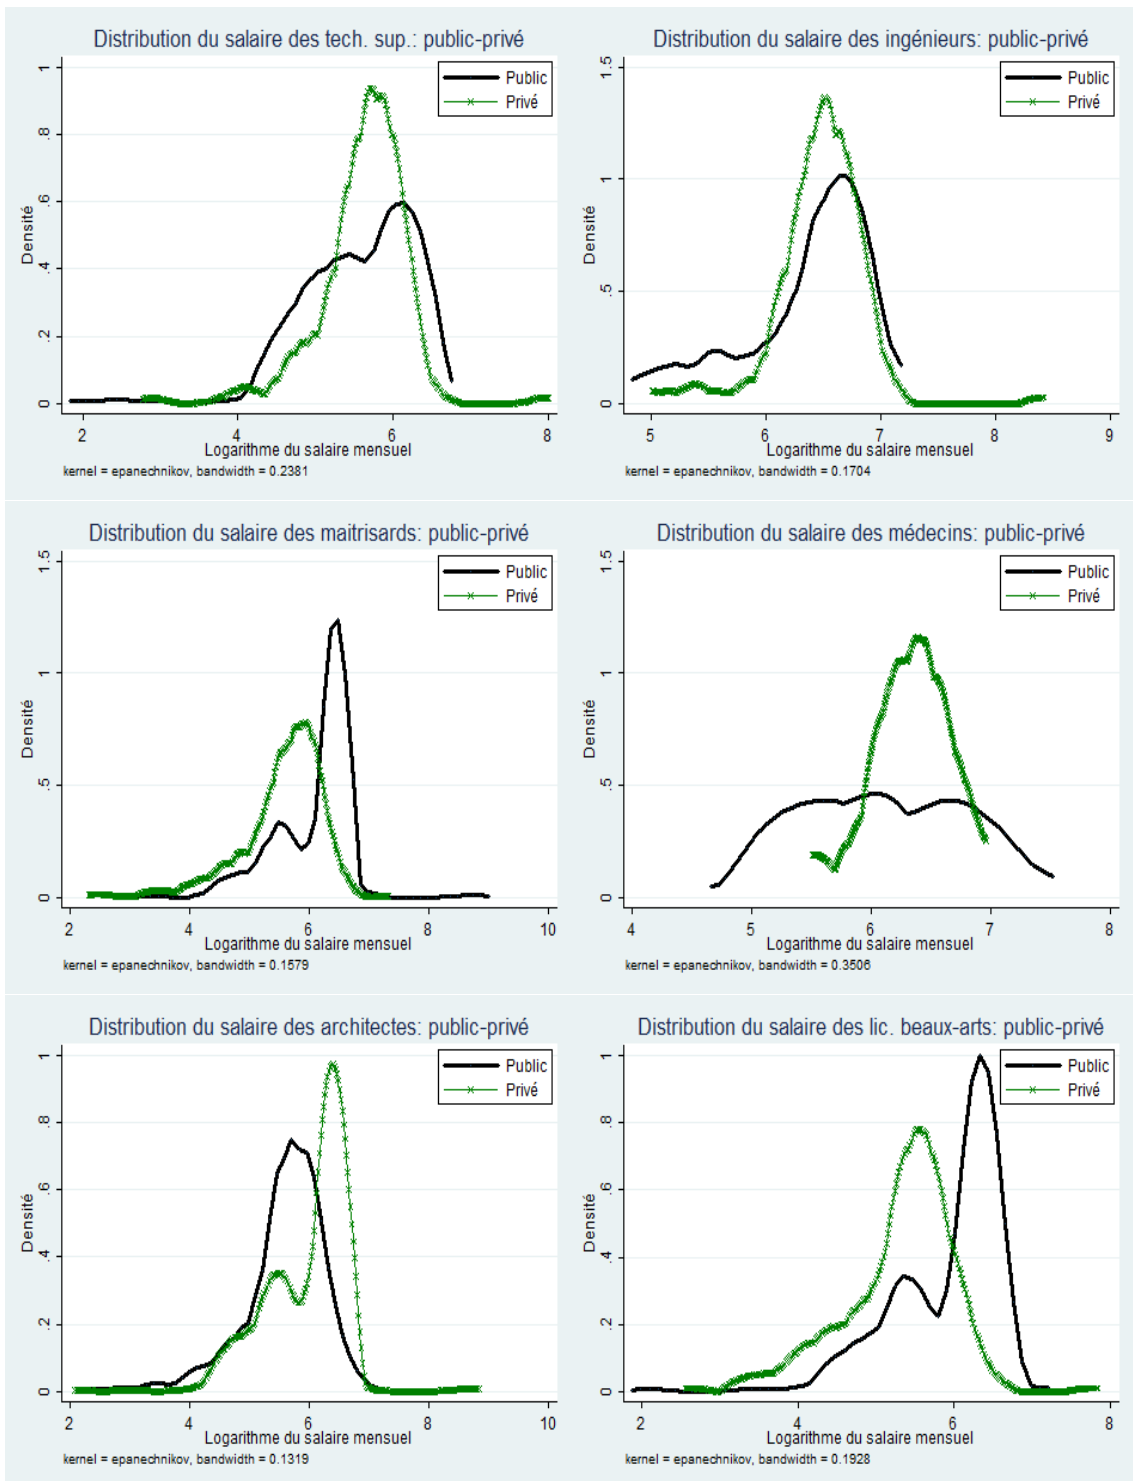 Distribution du salaire des tech. sup.: public-privé
Public
Privé
Densité
0 .2 .4 .6 .8 1
2 4 6 8
Logarithme du salaire mensuel
kernel = epanechnikov, bandwidth = 0.2381
Distribution du salaire des ingénieurs: public-privé
Public
Privé
Densité
0 .5 1 1.5
5 6 7 8 9
Logarithme du salaire mensuel
kernel = epanechnikov, bandwidth = 0.1704
Distribution du salaire des maitrisards: public-privé
Public
Privé
Densité
0 .5 1 1.5
2 4 6 8 10
Logarithme du salaire mensuel
kernel = epanechnikov, bandwidth = 0.1579
Distribution du salaire des médecins: public-privé
Public
Privé
Densité
0 .5 1 1.5
4 5 6 7 8
Logarithme du salaire mensuel
kernel = epanechnikov, bandwidth = 0.3506
Distribution du salaire des architectes: public-privé
Public
Privé
Densité
0 .2 .4 .6 .8 1
2 4 6 8 10
Logarithme du salaire mensuel
kernel = epanechnikov, bandwidth = 0.1319
Distribution du salaire des lic. beaux-arts: public-privé
Public
Privé
Densité
0 .2 .4 .6 .8 1
2 4 6 8
Logarithme du salaire mensuel
kernel = epanechnikov, bandwidth = 0.1928